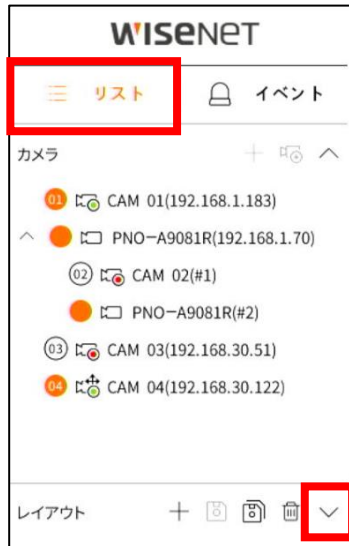 WISENET
リスト イベント
カメラ
01 CAM 01(192.168.1.183)
PNO-A9081R(192.168.1.70)
02 CAM 02(#1)
PNO-A9081R(#2)
03 CAM 03(192.168.30.51)
04 CAM 04(192.168.30.122)
レイアウト